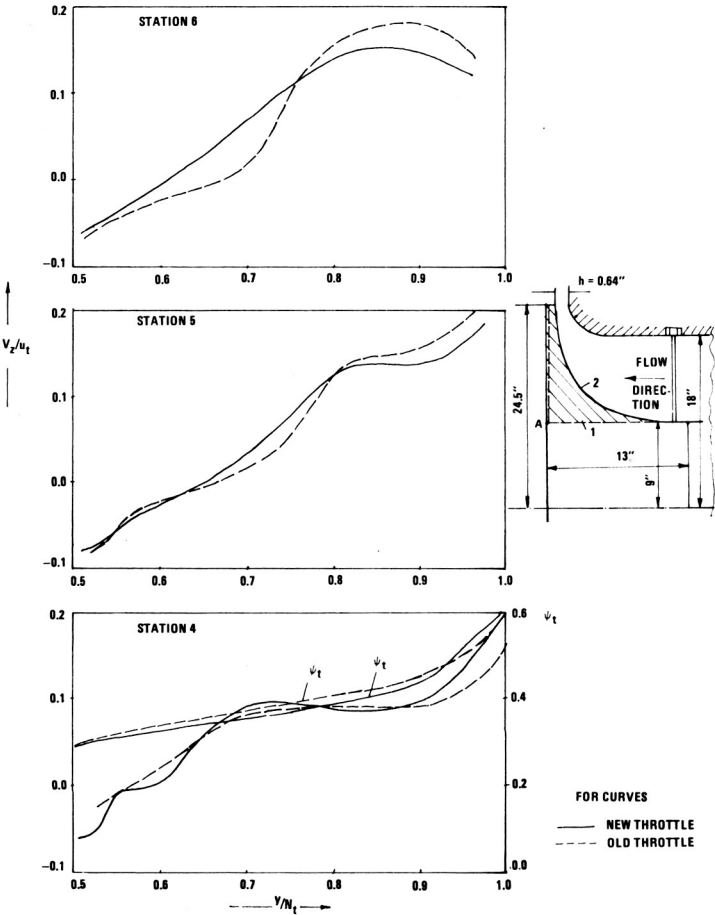 STATION 6
0.2
0.1
0.0
−0.1
0.5 0.6 0.7 0.8 0.9 1.0
V_z/u_t
STATION 5
0.2
0.1
0.0
−0.1
0.5 0.6 0.7 0.8 0.9 1.0
h = 0.64"
FLOW
DIREC-
TION
24.5"
18"
2
A
1
13"
9"
STATION 4
0.2
0.1
0.0
−0.1
ψ_t
ψ_t
0.6 ψ_t
0.4
0.2
.0.0
0.5 0.6 0.7 0.8 0.9 1.0
Y/N_t
FOR CURVES
NEW THROTTLE
OLD THROTTLE